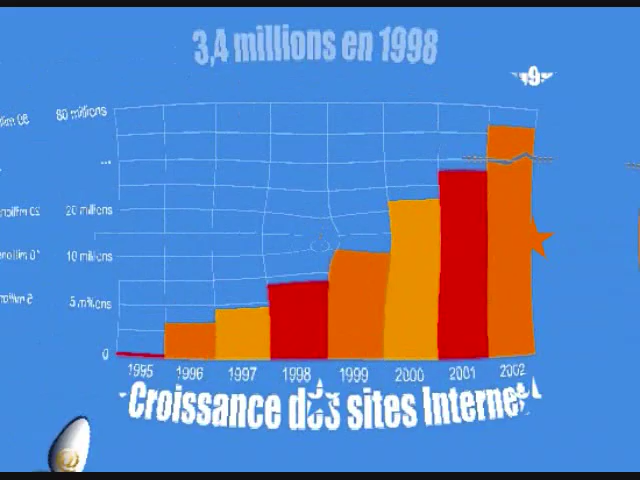 3,4 millions en 1998
9
80 millions
...
20 millions
10 millions
5 millions
0
1995 1996 1997 1998 1999 2000 2001 2002
Croissance des sites Internet